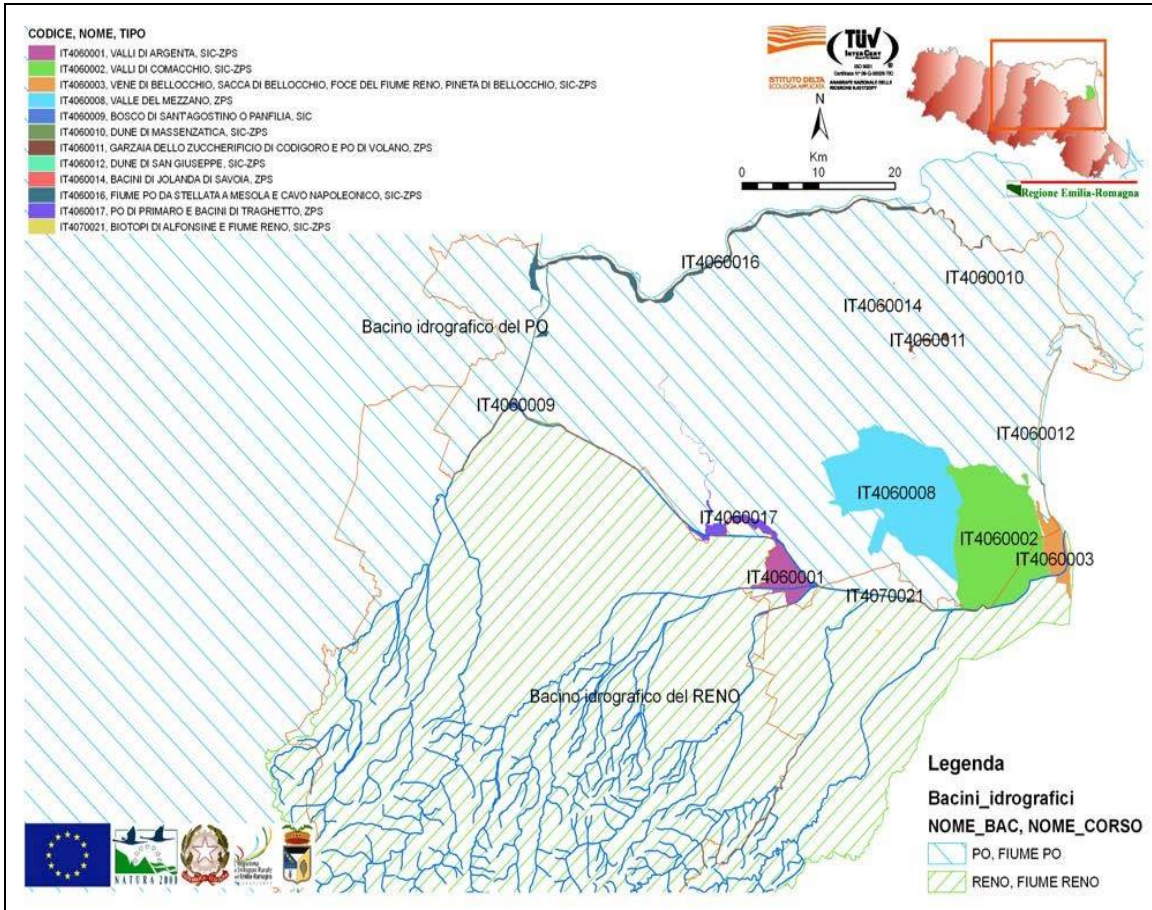 CODICE, NOME, TIPO
IT4060001, VALLI DI ARGENTA, SIC-ZPS
IT4060002, VALLI DI COMACCHIO, SIC-ZPS
IT4060003, VENE DI BELLOCCHIO, SACCA DI BELLOCCHIO, FOCE DEL FIUME RENO, PINETA DI BELLOCCHIO, SIC-ZPS
IT4060008, VALLE DEL MEZZANO, ZPS
IT4060009, BOSCO DI SANT'AGOSTINO O PANFILIA, SIC
IT4060010, DUNE DI MASSENZATICA, SIC-ZPS
IT4060011, GARZAIA DELLO ZUCCHERIFICIO DI CODIGORO E PO DI VOLANO, ZPS
IT4060012, DUNE DI SAN GIUSEPPE, SIC-ZPS
IT4060014, BACINI DI JOLANDA DI SAVOIA, ZPS
IT4060016, FIUME PO DA STELLATA A MESOLA E CAVO NAPOLEONICO, SIC-ZPS
IT4060017, PO DI PRIMARO E BACINI DI TRAGHETTO, ZPS
IT4070021, BIOTOPI DI ALFONSINE E FIUME RENO, SIC-ZPS
ISTITUTO DELTA
ECOLOGIA APPLICATA
TÜV
INTERCERT
ISO 9001
ANAGRAFE NAZIONALE DELLE
N
Km
0 10 20
Regione Emilia-Romagna
IT4060016
IT4060010
IT4060014
Bacino idrografico del PO
IT4060011
IT4060009
IT4060012
IT4060008
IT4060017
IT4060002
IT4060003
IT4060001
IT4070021
Bacino idrografico del RENO
Legenda
Bacini_idrografici
NOME_BAC, NOME_CORSO
PO, FIUME PO
RENO, FIUME RENO
NATURA 2000